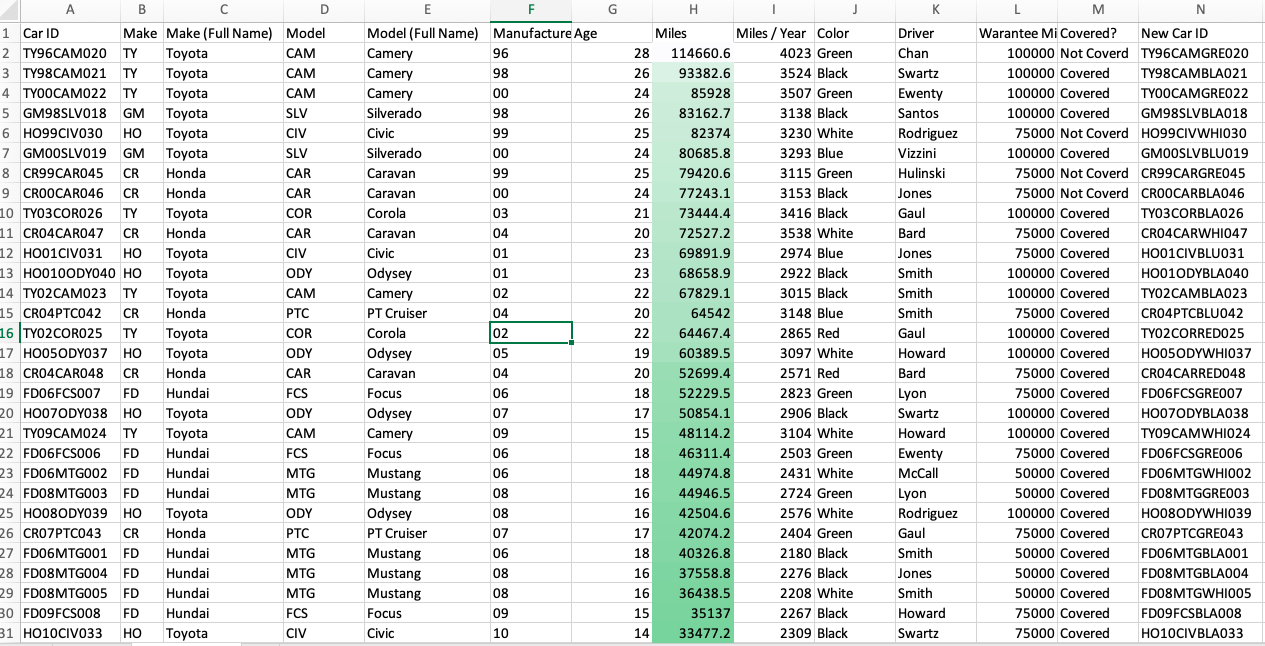 A B C D E F G H I J K L M N
1 Car ID Make Make (Full Name) Model Model (Full Name) Manufacture Age Miles Miles / Year Color Driver Warantee Mi Covered? New Car ID
2 TY96CAM020 TY Toyota CAM Camery 96 28 114660.6 4023 Green Chan 100000 Not Coverd TY96CAMGRE020
3 TY98CAM021 TY Toyota CAM Camery 98 26 93382.6 3524 Black Swartz 100000 Covered TY98CAMBLA021
4 TY00CAM022 TY Toyota CAM Camery 00 24 85928 3507 Green Ewenty 100000 Covered TY00CAMGRE022
5 GM98SLV018 GM Toyota SLV Silverado 98 26 83162.7 3138 Black Santos 100000 Covered GM98SLVBLA018
6 HO99CIV030 HO Toyota CIV Civic 99 25 82374 3230 White Rodriguez 75000 Not Coverd HO99CIVWHI030
7 GM00SLV019 GM Toyota SLV Silverado 00 24 80685.8 3293 Blue Vizzini 100000 Covered GM00SLVBLU019
8 CR99CAR045 CR Honda CAR Caravan 99 25 79420.6 3115 Green Hulinski 75000 Not Coverd CR99CARGRE045
9 CR00CAR046 CR Honda CAR Caravan 00 24 77243.1 3153 Black Jones 75000 Not Coverd CR00CARBLA046
10 TY03COR026 TY Toyota COR Corola 03 21 73444.4 3416 Black Gaul 100000 Covered TY03CORBLA026
11 CR04CAR047 CR Honda CAR Caravan 04 20 72527.2 3538 White Bard 75000 Covered CR04CARWHI047
12 HO01CIV031 HO Toyota CIV Civic 01 23 69891.9 2974 Blue Jones 75000 Covered HO01CIVBLU031
13 HO010ODY040 HO Toyota ODY Odysey 01 23 68658.9 2922 Black Smith 100000 Covered HO01ODYBLA040
14 TY02CAM023 TY Toyota CAM Camery 02 22 67829.1 3015 Black Smith 100000 Covered TY02CAMBLA023
15 CR04PTC042 CR Honda PTC PT Cruiser 04 20 64542 3148 Blue Smith 75000 Covered CR04PTCBLU042
16 TY02COR025 TY Toyota COR Corola 02 22 64467.4 2865 Red Gaul 100000 Covered TY02CORRED025
17 HO05ODY037 HO Toyota ODY Odysey 05 19 60389.5 3097 White Howard 100000 Covered HO05ODYWHI037
18 CR04CAR048 CR Honda CAR Caravan 04 20 52699.4 2571 Red Bard 75000 Covered CR04CARRED048
19 FD06FCS007 FD Hundai FCS Focus 06 18 52229.5 2823 Green Lyon 75000 Covered FD06FCSGRE007
20 HO07ODY038 HO Toyota ODY Odysey 07 17 50854.1 2906 Black Swartz 100000 Covered HO07ODYBLA038
21 TY09CAM024 TY Toyota CAM Camery 09 15 48114.2 3104 White Howard 100000 Covered TY09CAMWHI024
22 FD06FCS006 FD Hundai FCS Focus 06 18 46311.4 2503 Green Ewenty 75000 Covered FD06FCSGRE006
23 FD06MTG002 FD Hundai MTG Mustang 06 18 44974.8 2431 White McCall 50000 Covered FD06MTGWHI002
24 FD08MTG003 FD Hundai MTG Mustang 08 16 44946.5 2724 Green Lyon 50000 Covered FD08MTGGRE003
25 HO08ODY039 HO Toyota ODY Odysey 08 16 42504.6 2576 White Rodriguez 100000 Covered HO08ODYWHI039
26 CR07PTC043 CR Honda PTC PT Cruiser 07 17 42074.2 2404 Green Gaul 75000 Covered CR07PTCGRE043
27 FD06MTG001 FD Hundai MTG Mustang 06 18 40326.8 2180 Black Smith 50000 Covered FD06MTGBLA001
28 FD08MTG004 FD Hundai MTG Mustang 08 16 37558.8 2276 Black Jones 50000 Covered FD08MTGBLA004
29 FD08MTG005 FD Hundai MTG Mustang 08 16 36438.5 2208 White Smith 50000 Covered FD08MTGWHI005
30 FD09FCS008 FD Hundai FCS Focus 09 15 35137 2267 Black Howard 75000 Covered FD09FCSBLA008
31 HO10CIV033 HO Toyota CIV Civic 10 14 33477.2 2309 Black Swartz 75000 Covered HO10CIVBLA033